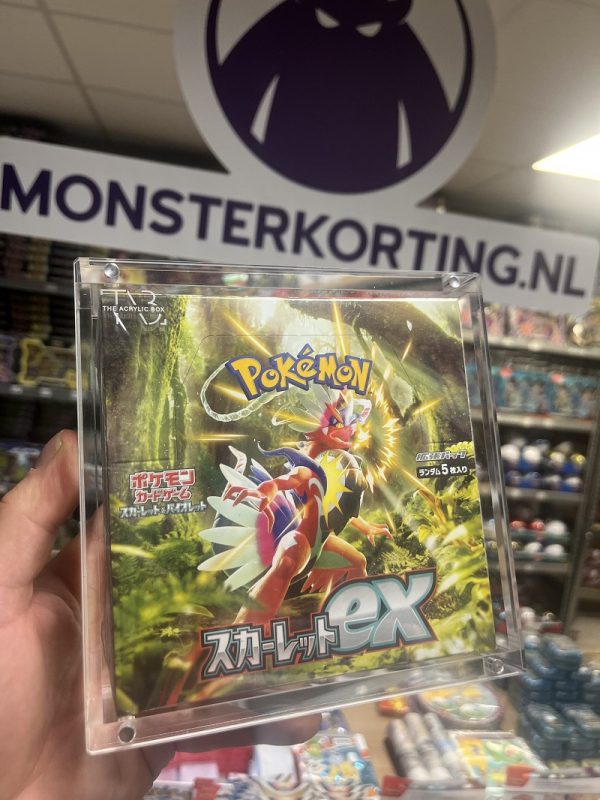 MONSTERKORTING.NL
TAB
THE ACRYLIC BOX
POKÉMON
ポケモン
カードゲーム
スカーレット&バイオレット
拡張パック
ランダム5枚入り
スカーレットex